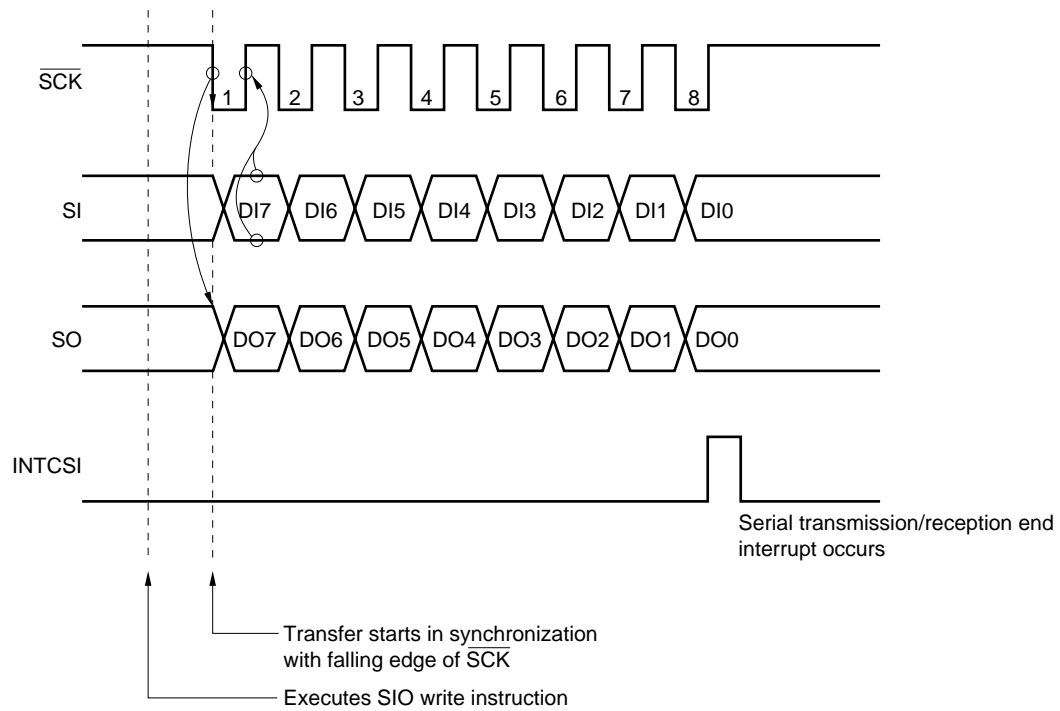 SCK
1 2 3 4 5 6 7 8
SI
DI7 DI6 DI5 DI4 DI3 DI2 DI1 DI0
SO
DO7 DO6 DO5 DO4 DO3 DO2 DO1 DO0
INTCSI
Serial transmission/reception end
interrupt occurs
Transfer starts in synchronization
with falling edge of SCK
Executes SIO write instruction